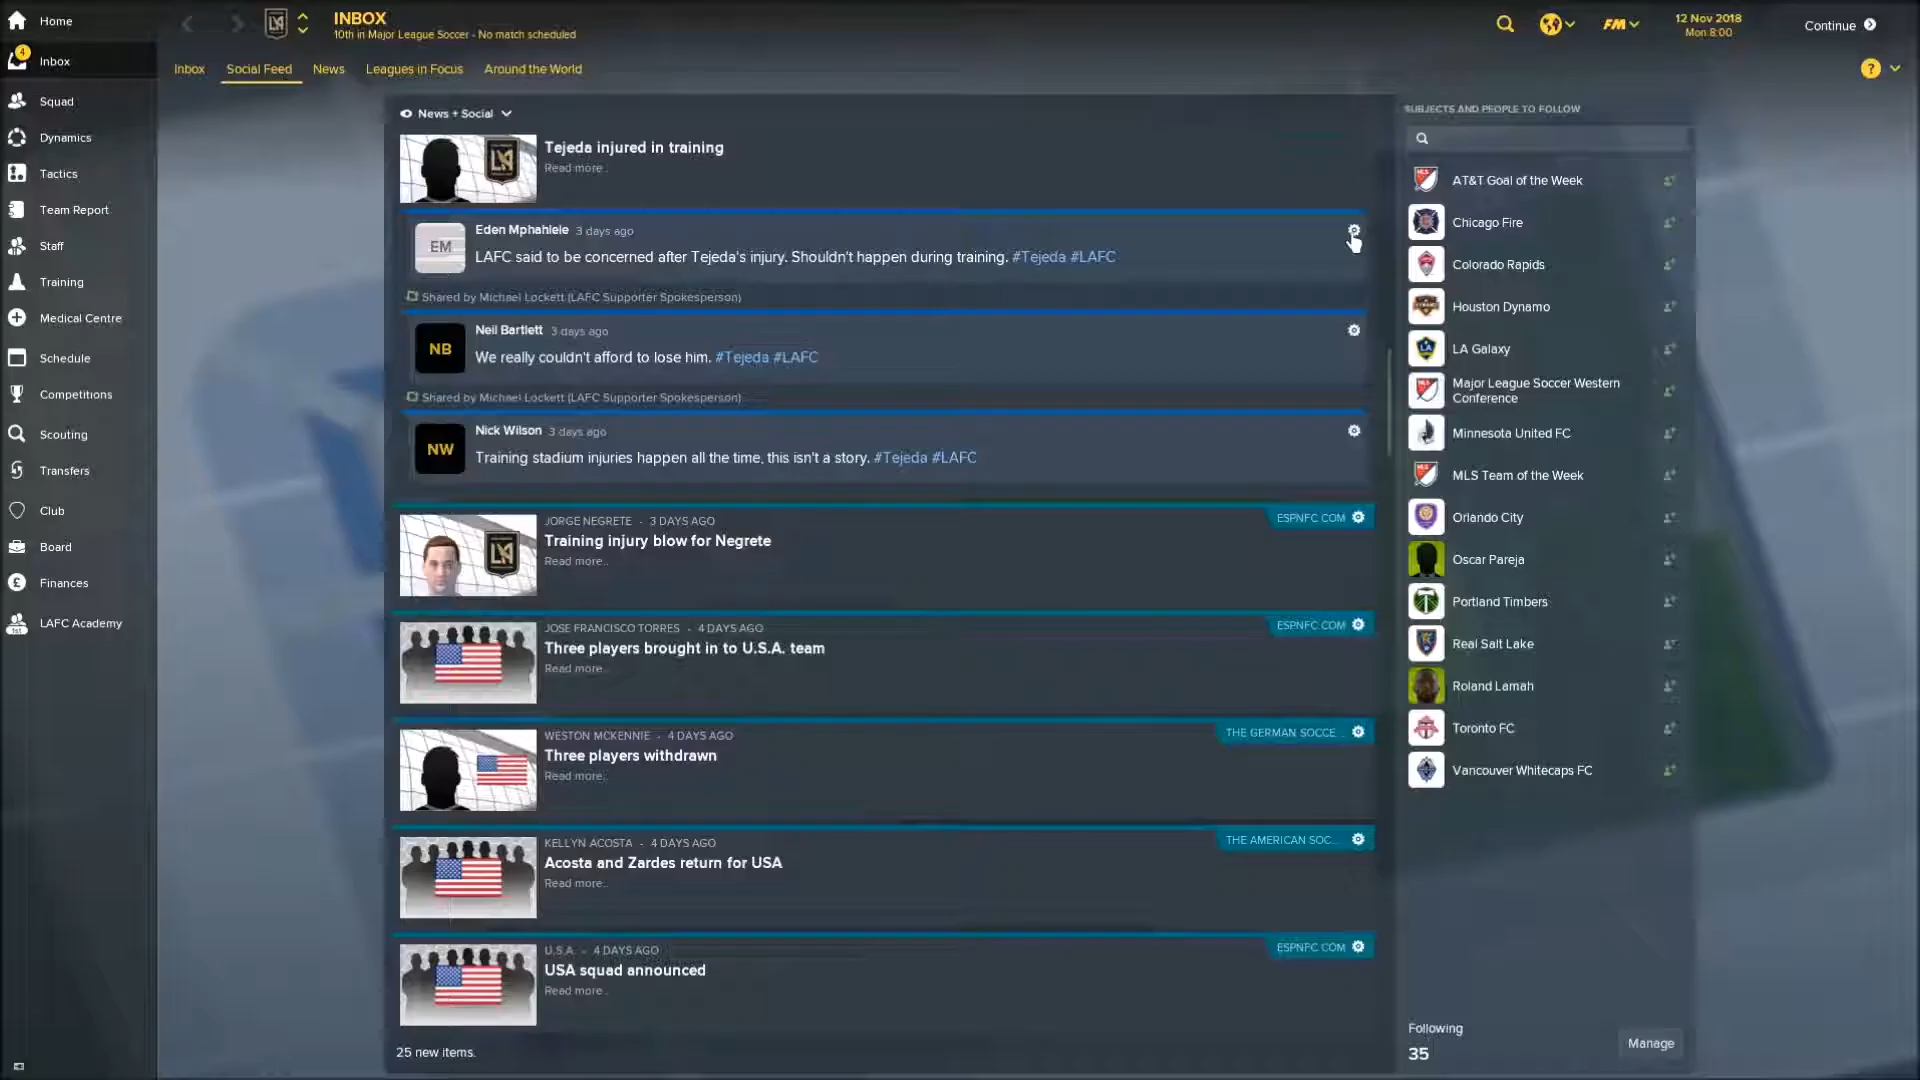 Home
INBOX
10th in Major League Soccer - No match scheduled
FM
12 Nov 2018
Mon 8:00
Continue
4
Inbox
Squad
Dynamics
Tactics
Team Report
Staff
Training
Medical Centre
Schedule
Competitions
Scouting
Transfers
Club
Board
Finances
LAFC Academy
Inbox
Social Feed
News
Leagues in Focus
Around the World
?
News + Social
Tejeda injured in training
Read more..
EM
Eden Mphahlele 3 days ago
LAFC said to be concerned after Tejeda's injury. Shouldn't happen during training. #Tejeda #LAFC
Shared by Michael Lockett (LAFC Supporter Spokesperson)
NB
Neil Bartlett 3 days ago
We really couldn't afford to lose him. #Tejeda #LAFC
Shared by Michael Lockett (LAFC Supporter Spokesperson)
NW
Nick Wilson 3 days ago
Training stadium injuries happen all the time, this isn't a story. #Tejeda #LAFC
JORGE NEGRETE - 3 DAYS AGO
ESPNFC COM
Training injury blow for Negrete
Read more..
JOSE FRANCISCO TORRES - 4 DAYS AGO
ESPNFC COM
Three players brought in to U.S.A. team
Read more..
WESTON MCKENNIE - 4 DAYS AGO
THE GERMAN SOCCE...
Three players withdrawn
Read more..
KELLYN ACOSTA - 4 DAYS AGO
THE AMERICAN SOC...
Acosta and Zardes return for USA
Read more..
U.S.A. - 4 DAYS AGO
ESPNFC COM
USA squad announced
Read more..
25 new items.
SUBJECTS AND PEOPLE TO FOLLOW
AT&T Goal of the Week
Chicago Fire
Colorado Rapids
Houston Dynamo
LA Galaxy
Major League Soccer Western
Conference
Minnesota United FC
MLS Team of the Week
Orlando City
Oscar Pareja
Portland Timbers
Real Salt Lake
Roland Lamah
Toronto FC
Vancouver Whitecaps FC
Following
35
Manage